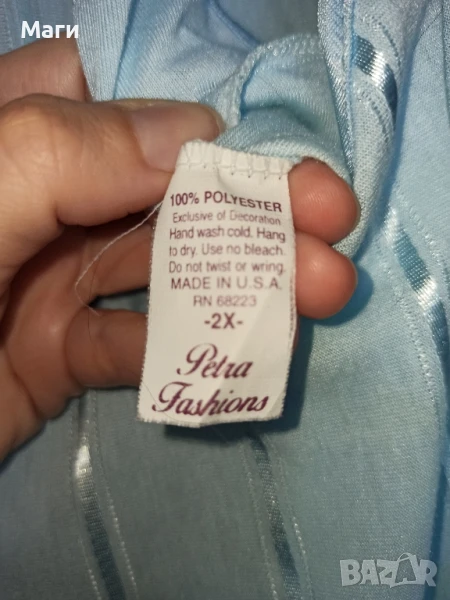 Маги
100% POLYESTER
Exclusive of Decoration
Hand wash cold. Hang
to dry. Use no bleach.
Do not twist or wring.
MADE IN U.S.A.
RN 68223
-2X-
Petra
Fashions
BAZAR